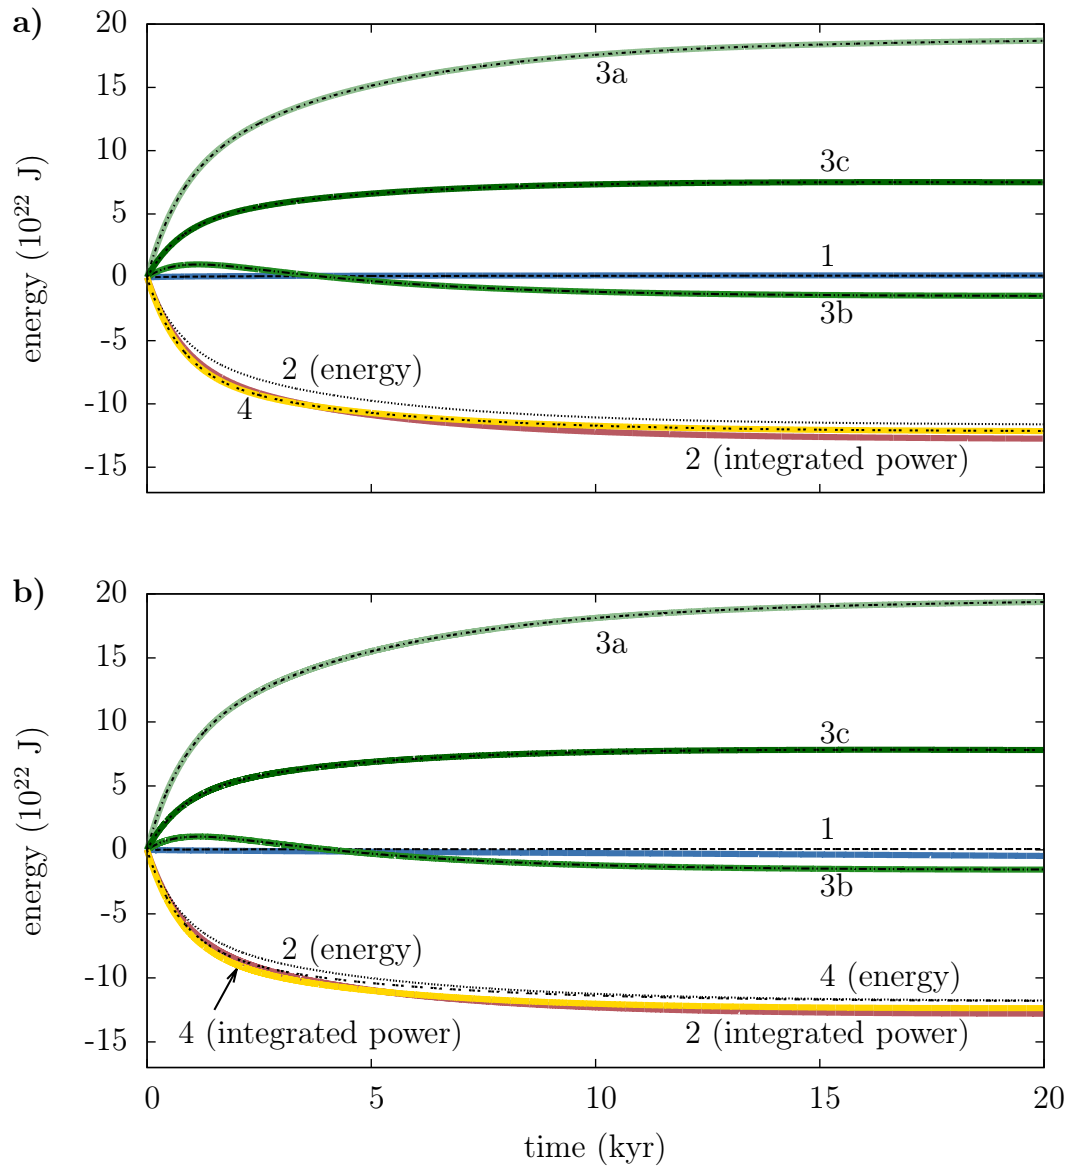 a)
20
15
10
5
0
-5
-10
-15
energy (10²² J)
3a
3c
1
3b
2 (energy)
4
2 (integrated power)
b)
20
15
10
5
0
-5
-10
-15
energy (10²² J)
3a
3c
1
3b
2 (energy)
4 (energy)
4 (integrated power)
2 (integrated power)
0 5 10 15 20
time (kyr)